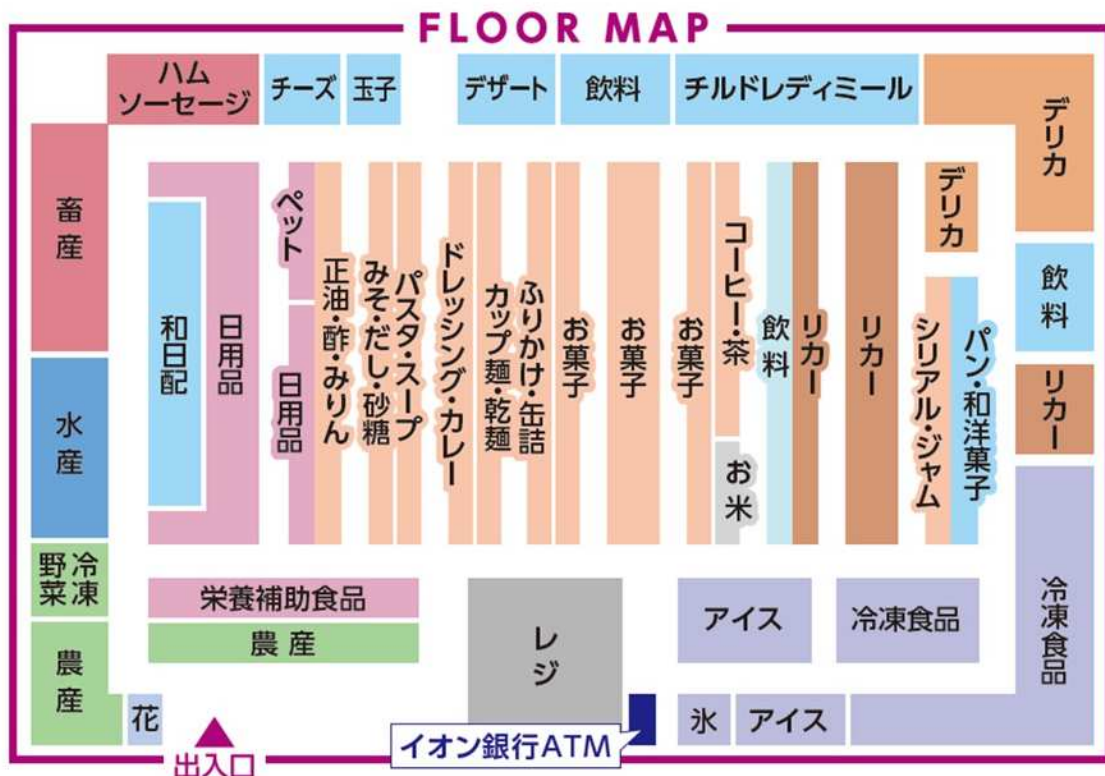 FLOOR MAP
ハム
ソーセージ
チーズ
玉子
デザート
飲料
チルドレディミール
デリカ
畜産
水産
冷凍
野菜
農産
花
和日配
日用品
ペット
日用品
正油・酢・みりん
みそ・だし・砂糖
パスタ・スープ
ドレッシング・カレー
カップ麺・乾麺
ふりかけ・缶詰
お菓子
お菓子
お菓子
コーヒー・茶
お米
飲料
リカー
リカー
デリカ
シリアル・ジャム
パン・和洋菓子
飲料
リカー
冷凍食品
栄養補助食品
農産
レジ
アイス
冷凍食品
氷
アイス
イオン銀行ATM
出入口